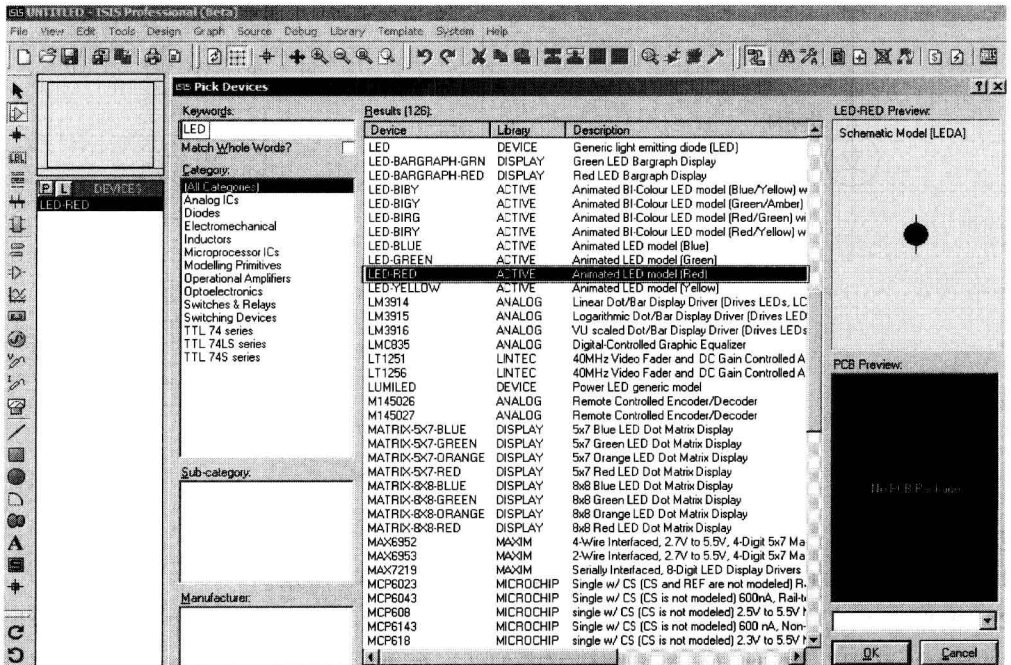 ISIS UNTITLED - ISIS Professional (Beta)
File View Edit Tools Design Graph Source Debug Library Template System Help
ISIS Pick Devices
Keywords:
LED
Match Whole Words?
Category:
(All Categories)
Analog ICs
Diodes
Electromechanical
Inductors
Microprocessor ICs
Modelling Primitives
Operational Amplifiers
Optoelectronics
Switches & Relays
Switching Devices
TTL 74 series
TTL 74LS series
TTL 74S series
Sub-category:
Manufacturer:
P L DEVICES
LED-RED
LBL
A
Results (126):
Device Library Description
LED DEVICE Generic light emitting diode (LED)
LED-BARGRAPH-GRN DISPLAY Green LED Bargraph Display
LED-BARGRAPH-RED DISPLAY Red LED Bargraph Display
LED-BIBY ACTIVE Animated BI-Colour LED model (Blue/Yellow) w
LED-BIGY ACTIVE Animated BI-Colour LED model (Green/Amber)
LED-BIRG ACTIVE Animated BI-Colour LED model (Red/Green) wi
LED-BIRY ACTIVE Animated BI-Colour LED model (Red/Yellow) w
LED-BLUE ACTIVE Animated LED model (Blue)
LED-GREEN ACTIVE Animated LED model (Green)
LED-RED ACTIVE Animated LED model (Red)
LED-YELLOW ACTIVE Animated LED model (Yellow)
LM3914 ANALOG Linear Dot/Bar Display Driver (Drives LEDs, LC
LM3915 ANALOG Logarithmic Dot/Bar Display Driver (Drives LED
LM3916 ANALOG VU scaled Dot/Bar Display Driver (Drives LEDs
LMC835 ANALOG Digital-Controlled Graphic Equalizer
LT1251 LINTEC 40MHz Video Fader and DC Gain Controlled A
LT1256 LINTEC 40MHz Video Fader and DC Gain Controlled A
LUMILED DEVICE Power LED generic model
M145026 ANALOG Remote Controlled Encoder/Decoder
M145027 ANALOG Remote Controlled Encoder/Decoder
MATRIX-5X7-BLUE DISPLAY 5x7 Blue LED Dot Matrix Display
MATRIX-5X7-GREEN DISPLAY 5x7 Green LED Dot Matrix Display
MATRIX-5X7-ORANGE DISPLAY 5x7 Orange LED Dot Matrix Display
MATRIX-5X7-RED DISPLAY 5x7 Red LED Dot Matrix Display
MATRIX-8X8-BLUE DISPLAY 8x8 Blue LED Dot Matrix Display
MATRIX-8X8-GREEN DISPLAY 8x8 Green LED Dot Matrix Display
MATRIX-8X8-ORANGE DISPLAY 8x8 Orange LED Dot Matrix Display
MATRIX-8X8-RED DISPLAY 8x8 Red LED Dot Matrix Display
MAX6952 MAXIM 4-Wire Interfaced, 2.7V to 5.5V, 4-Digit 5x7 Ma
MAX6953 MAXIM 2-Wire Interfaced, 2.7V to 5.5V, 4-Digit 5x7 Ma
MAX7219 MAXIM Serially Interfaced, 8-Digit LED Display Drivers
MCP6023 MICROCHIP Single w/ CS (CS and REF are not modeled) R
MCP6043 MICROCHIP Single w/ CS (CS is not modeled) 600nA, Rail-t
MCP608 MICROCHIP single w/ CS (CS is not modeled) 2.5V to 5.5V
MCP6143 MICROCHIP Single w/ CS (CS is not modeled) 600 nA, Non-
MCP618 MICROCHIP single w/ CS (CS is not modeled) 2.3V to 5.5V
LED-RED Preview:
Schematic Model [LEDA]
PCB Preview:
No PCB Package
OK Cancel